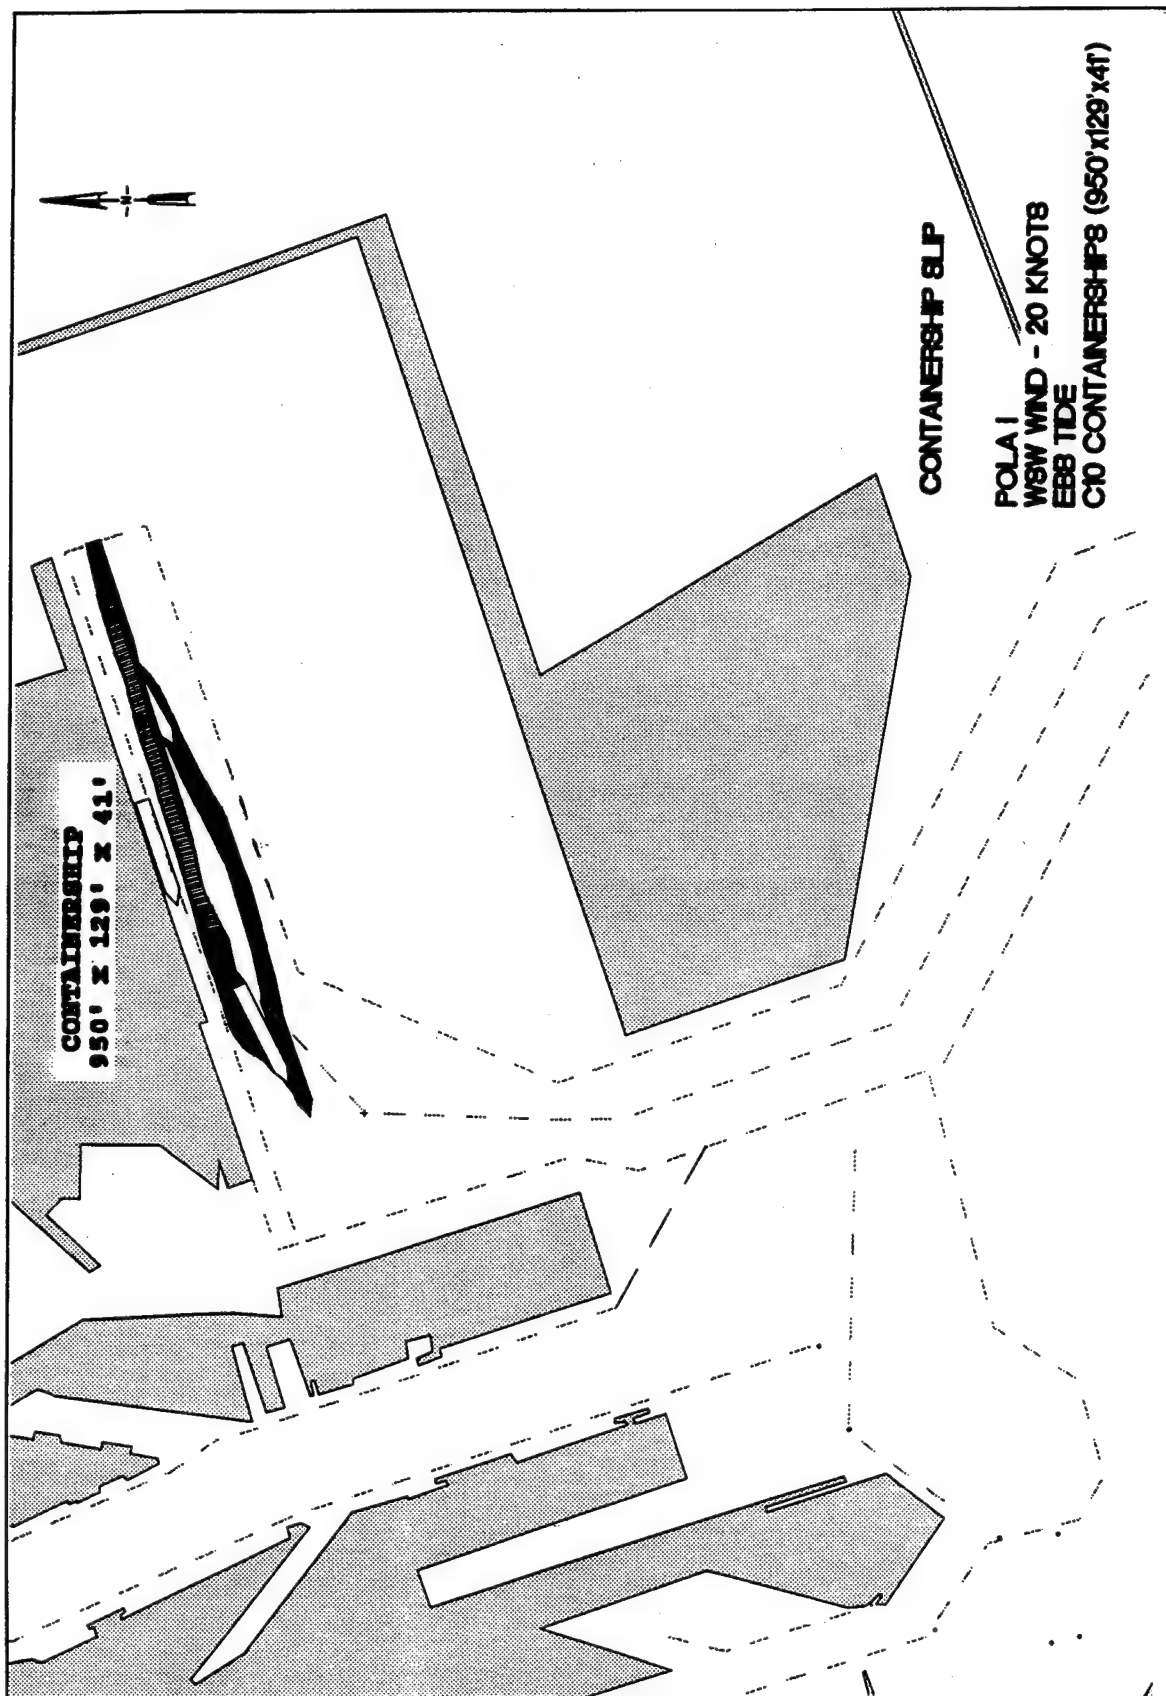 CONTAINERSHIP
950' X 129' X 41'
N
CONTAINERSHIP SLIP
POLA I
WSW WIND - 20 KNOTS
EBB TIDE
C10 CONTAINERSHIPS (950'x129'x41')